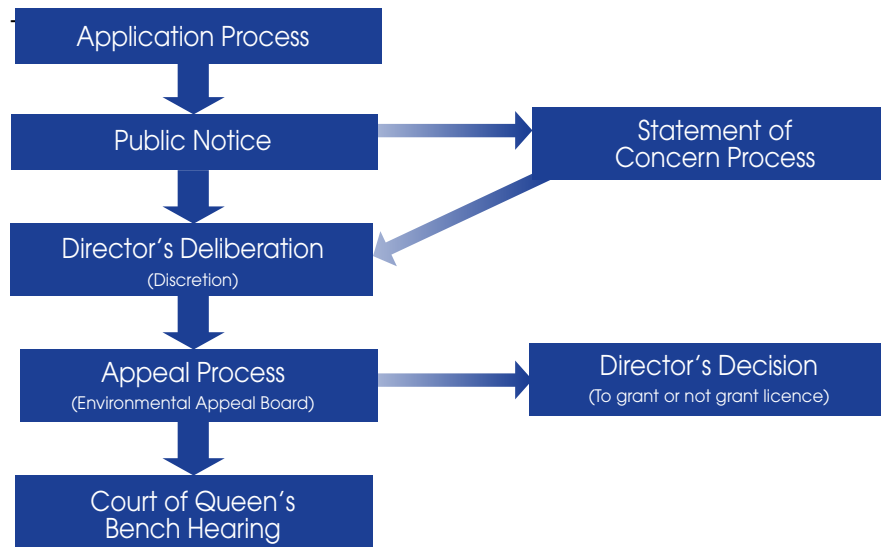 Application Process
Public Notice
Statement of
Concern Process
Director's Deliberation
(Discretion)
Appeal Process
(Environmental Appeal Board)
Director's Decision
(To grant or not grant licence)
Court of Queen's
Bench Hearing